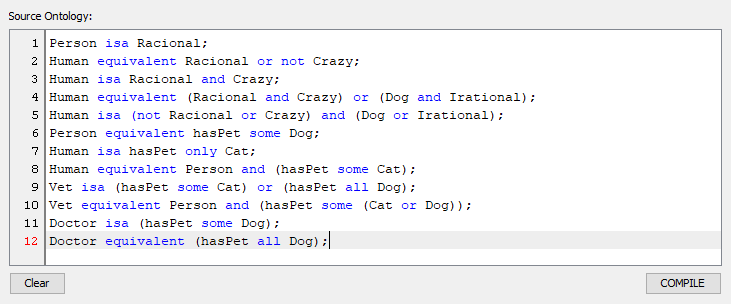 Source Ontology:
1 Person isa Racional;
2 Human equivalent Racional or not Crazy;
3 Human isa Racional and Crazy;
4 Human equivalent (Racional and Crazy) or (Dog and Irational);
5 Human isa (not Racional or Crazy) and (Dog or Irational);
6 Person equivalent hasPet some Dog;
7 Human isa hasPet only Cat;
8 Human equivalent Person and (hasPet some Cat);
9 Vet isa (hasPet some Cat) or (hasPet all Dog);
10 Vet equivalent Person and (hasPet some (Cat or Dog));
11 Doctor isa (hasPet some Dog);
12 Doctor equivalent (hasPet all Dog);
Clear COMPILE